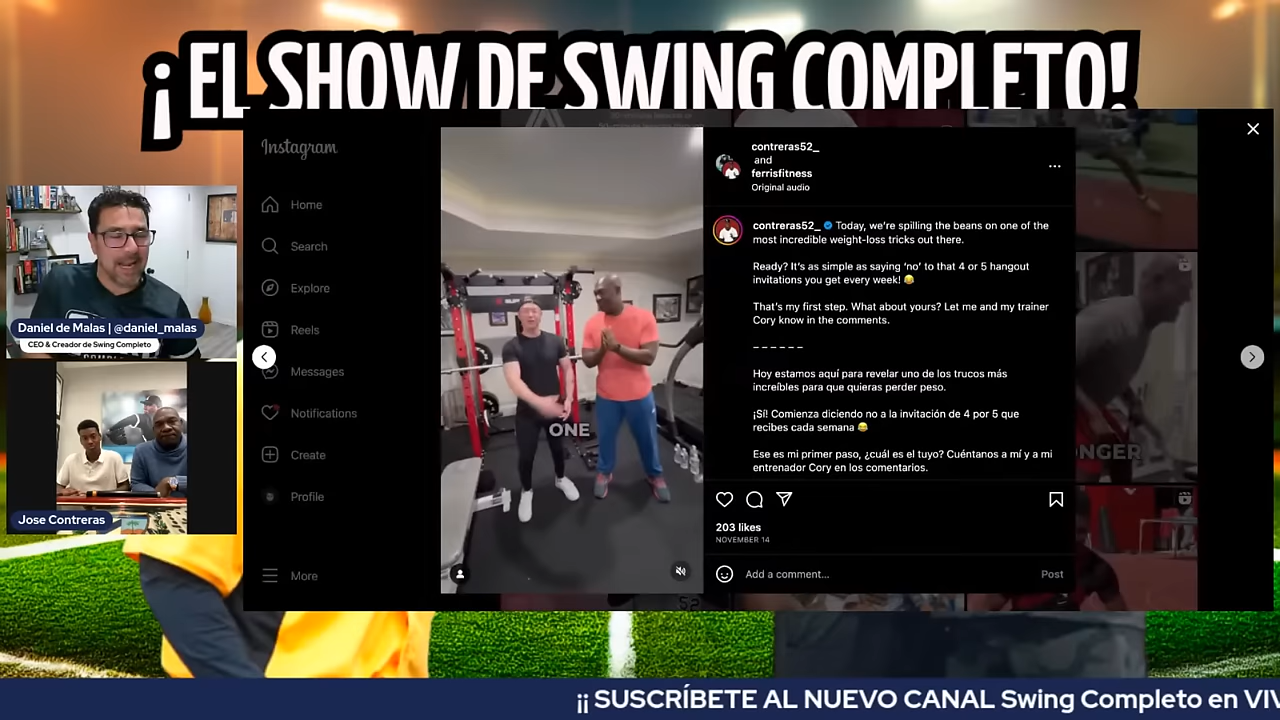 ¡EL SHOW DE SWING COMPLETO!
Instagram
Home
Search
Explore
Reels
Messages
Notifications
Create
Profile
More
Daniel de Malas | @daniel_malas
CEO & Creador de Swing Completo
Jose Contreras
ONE
contreras52_
and
ferrisfitness
Original audio
contreras52_ Today, we're spilling the beans on one of the
most incredible weight-loss tricks out there.
Ready? It's as simple as saying 'no' to that 4 or 5 hangout
invitations you get every week! 😂
That's my first step. What about yours? Let me and my trainer
Cory know in the comments.
– – – – – –
Hoy estamos aquí para revelar uno de los trucos más
increíbles para que quieras perder peso.
¡Sí! Comienza diciendo no a la invitación de 4 por 5 que
recibes cada semana 😂
Ese es mi primer paso, ¿cuál es el tuyo? Cuéntanos a mí y a mi
entrenador Cory en los comentarios.
203 likes
NOVEMBER 14
Add a comment...
Post
NGER
¡¡ SUSCRÍBETE AL NUEVO CANAL Swing Completo en VIV